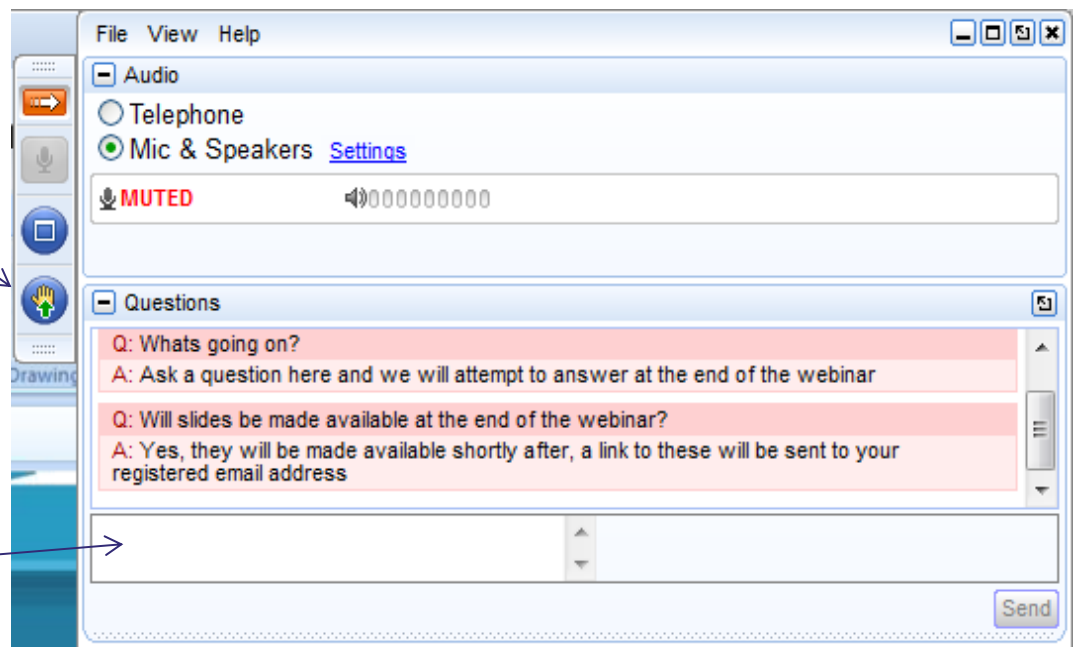 File View Help
Audio
Telephone
Mic & Speakers Settings
MUTED
Questions
Q: Whats going on?
A: Ask a question here and we will attempt to answer at the end of the webinar
Q: Will slides be made available at the end of the webinar?
A: Yes, they will be made available shortly after, a link to these will be sent to your
registered email address
Drawing
Send